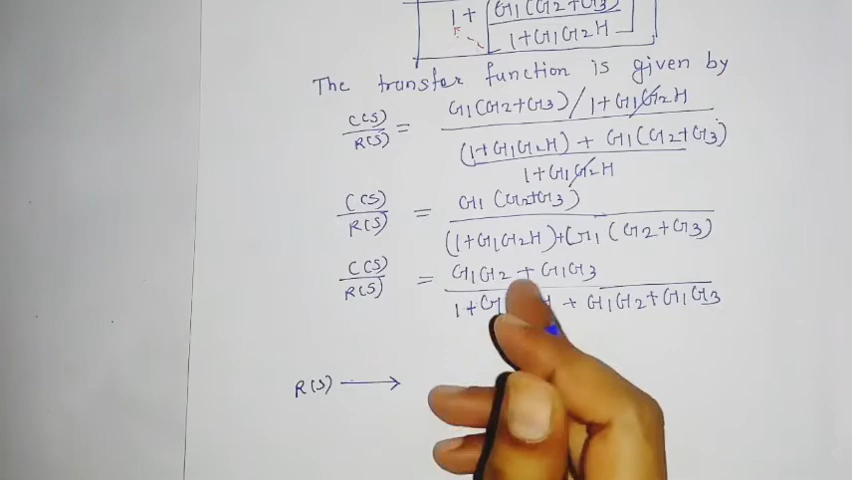 G1(G2+G3)
1+
1+G1G2H
The transfer function is given by
C(S)/R(S) = G1(G2+G3) / 1+G1G2H
(1+G1G2H) + G1(G2+G3)
1+G1G2H
C(S)/R(S) = G1 (G2+G3)
(1+G1G2H)+G1 (G2+G3)
C(S)/R(S) = G1G2 + G1G3
1+G1 H + G1G2+G1G3
R(S)